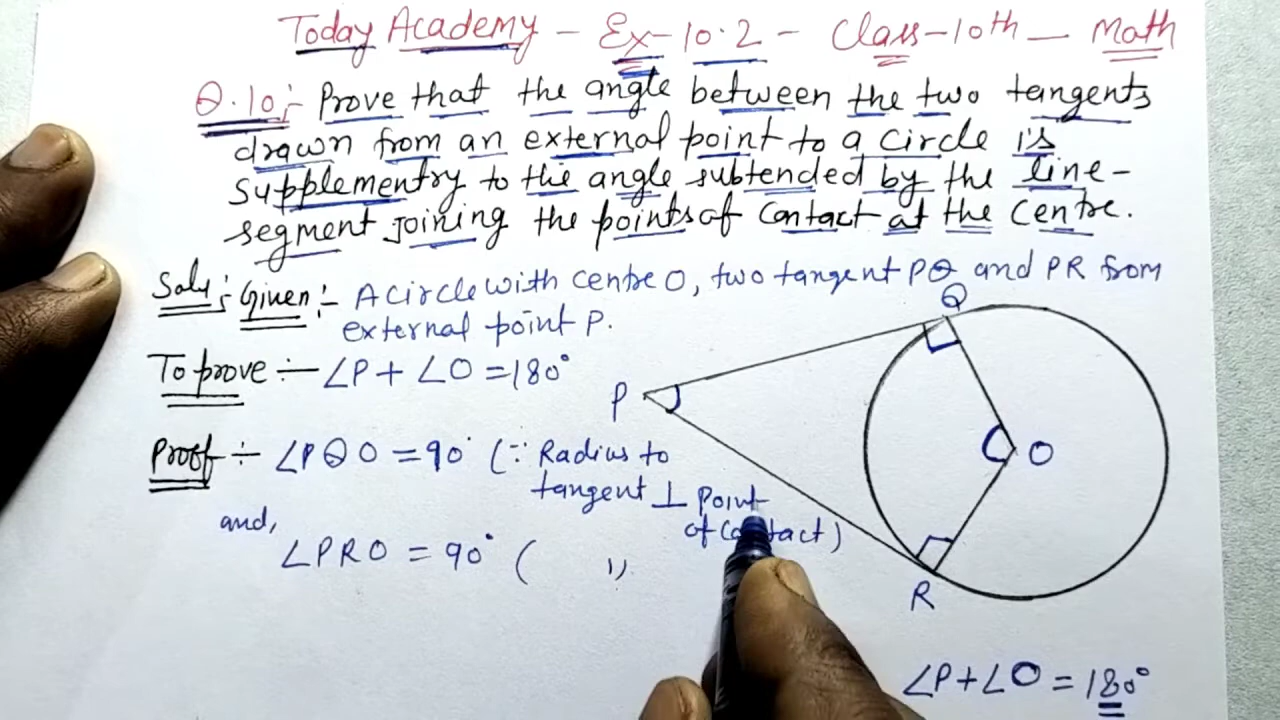 Today Academy - Ex-10.2 - Class-10th - Math
Q.10:- Prove that the angle between the two tangents
drawn from an external point to a circle is
supplementry to the angle subtended by the line-
segment joining the points of contact at the centre.
Soln: Given:- A circle with centre O, two tangent PQ and PR from
external point P.
To prove ÷ ∠P + ∠O = 180°
Proof ÷ ∠PQO = 90° (∵ Radius to
tangent ⊥ Point
of contact)
and,
∠PRO = 90° ( ")
Q
P
O
R
∠P+∠O = 180°